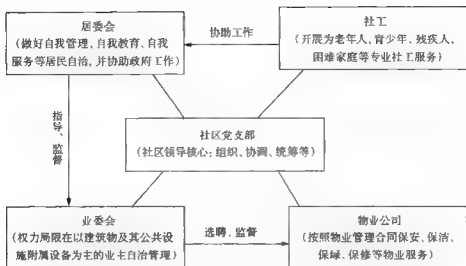 居委会
(做好自我管理、自我教育、自我
服务等居民自治,并协助政府工作)
协助工作
社工
(开展为老年人、青少年、残疾人、
困难家庭等专业社工服务)
指导、监督
社区党支部
(社区领导核心:组织、协调、统筹等)
业委会
(权力局限在以建筑物及其公共设
施附属设备为主的业主自治管理)
选聘、监督
物业公司
(按照物业管理合同保安、保洁、
保绿、保修等物业服务)